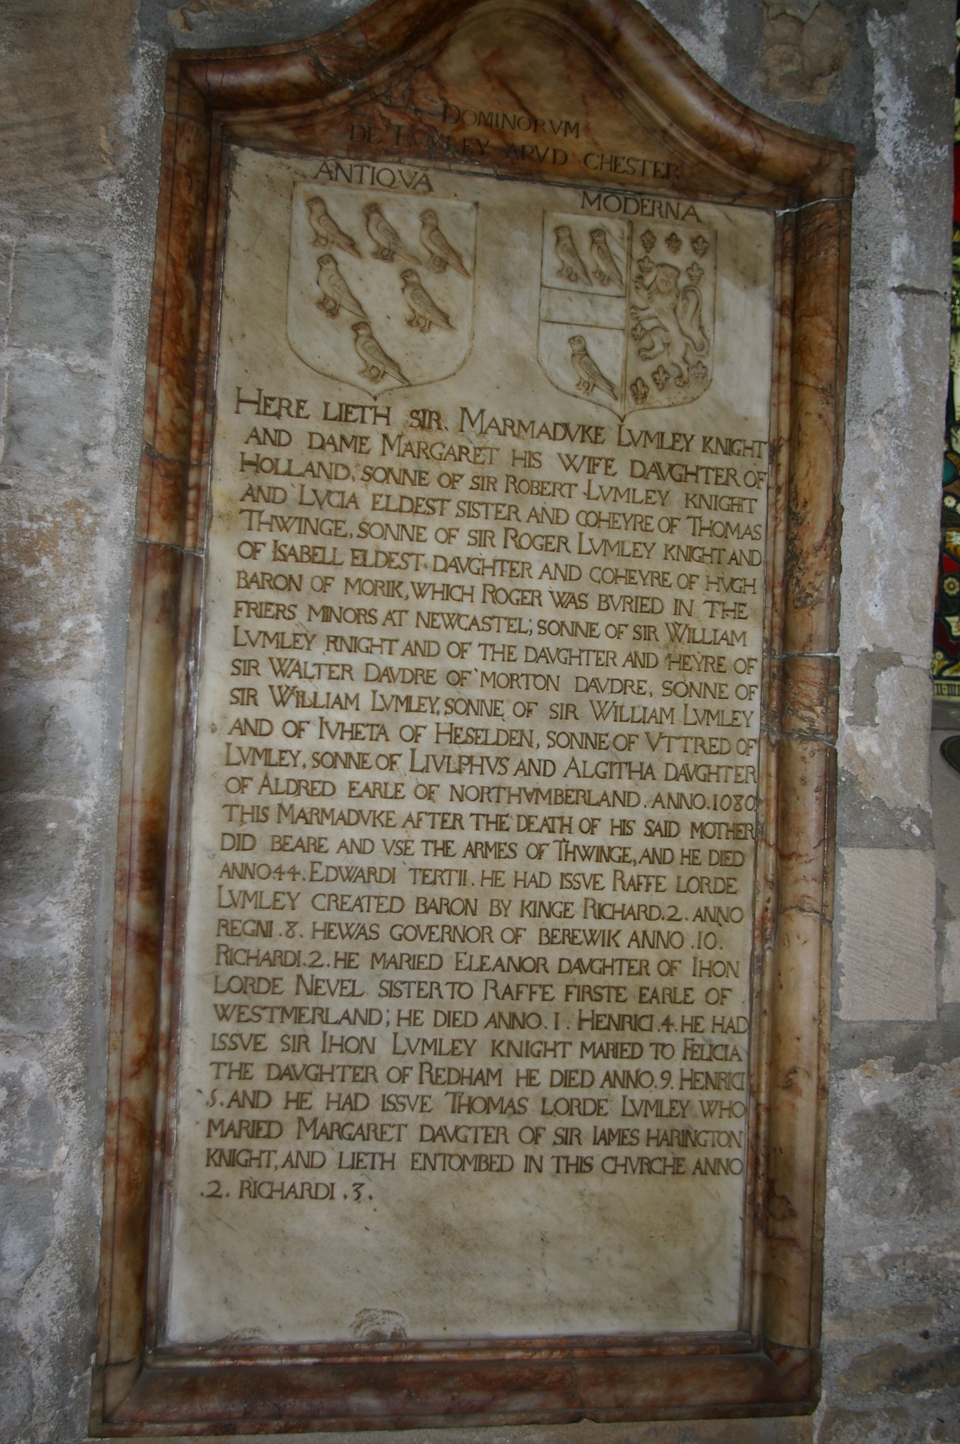 DOMINORVM
DE LVMLEY APVD CHESTER
ANTIQVA
MODERNA
HERE LIETH SIR MARMADVKE LVMLEY KNIGHT
AND DAME MARGARET HIS WIFE DAVGHTER OF
HOLLAND, SONNE OF SIR ROBERT LVMLEY KNIGHT
AND LVCIA ELDEST SISTER AND COHEYRE OF THOMAS
THWINGE, SONNE OF SIR ROGER LVMLEY KNIGHT AND
OF ISABELL ELDEST DAVGHTER AND COHEYRE OF HVGH
BARON OF MORIK, WHICH ROGER WAS BVRIED IN THE
FRIERS MINORS AT NEWCASTEL; SONNE OF SIR WILLIAM
LVMLEY KNIGHT AND OF THE DAVGHTER AND HEYRE OF
SIR WALTER DAVDRE OF MORTON DAVDRE, SONNE OF
SIR WILLIAM LVMLEY, SONNE OF SIR WILLIAM LVMLEY
AND OF IVHETA OF HESELDEN, SONNE OF VTTRED OF
LVMLEY, SONNE OF LIVLPHVS AND ALGITHA DAVGHTER
OF ALDRED EARLE OF NORTHVMBERLAND. ANNO. 1080
THIS MARMADVKE AFTER THE DEATH OF HIS SAID MOTHER
DID BEARE AND VSE THE ARMES OF THWINGE, AND HE DIED
ANNO 44. EDWARDI TERTII. HE HAD ISSVE RAFFE LORDE
LVMLEY CREATED BARON BY KINGE RICHARD. 2. ANNO
REGNI. 8. HE WAS GOVERNOR OF BEREWIK ANNO. 10.
RICHARDI. 2. HE MARIED ELEANOR DAVGHTER OF IHON
LORDE NEVEL, SISTER TO RAFFE FIRSTE EARLE OF
WESTMERLAND; HE DIED ANNO. 1. HENRICI. 4. HE HAD
ISSVE SIR IHON LVMLEY KNIGHT MARIED TO FELICIA
THE DAVGHTER OF REDHAM HE DIED ANNO. 9. HENRICI
.5. AND HE HAD ISSVE THOMAS LORDE LVMLEY WHO
MARIED MARGARET DAVGTER OF SIR IAMES HARINGTON
KNIGHT, AND LIETH ENTOMBED IN THIS CHVRCHE ANNO
.2. RICHARDI .3.